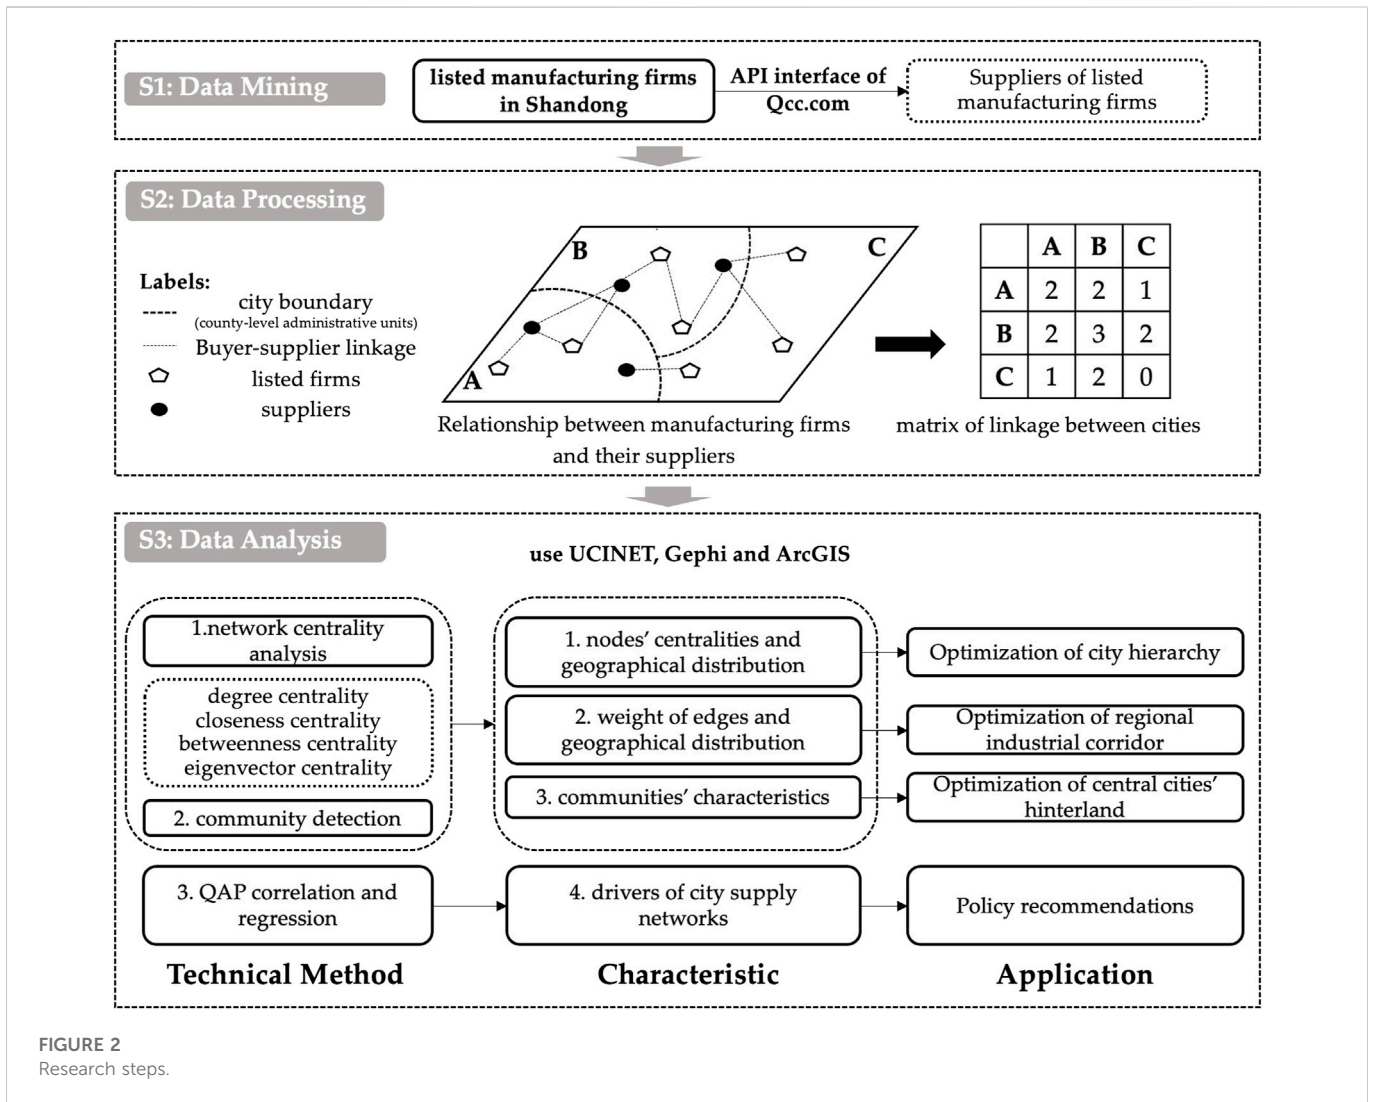 S1: Data Mining
listed manufacturing firms
in Shandong
API interface of
Qcc.com
Suppliers of listed
manufacturing firms
S2: Data Processing
Labels:
city boundary
(county-level administrative units)
Buyer-supplier linkage
listed firms
suppliers
B
C
A
Relationship between manufacturing firms
and their suppliers
A B C
A 2 2 1
B 2 3 2
C 1 2 0
matrix of linkage between cities
S3: Data Analysis
use UCINET, Gephi and ArcGIS
1.network centrality
analysis
degree centrality
closeness centrality
betweenness centrality
eigenvector centrality
2. community detection
3. QAP correlation and
regression
Technical Method
1. nodes' centralities and
geographical distribution
2. weight of edges and
geographical distribution
3. communities' characteristics
4. drivers of city supply
networks
Characteristic
Optimization of city hierarchy
Optimization of regional
industrial corridor
Optimization of central cities'
hinterland
Policy recommendations
Application
FIGURE 2
Research steps.